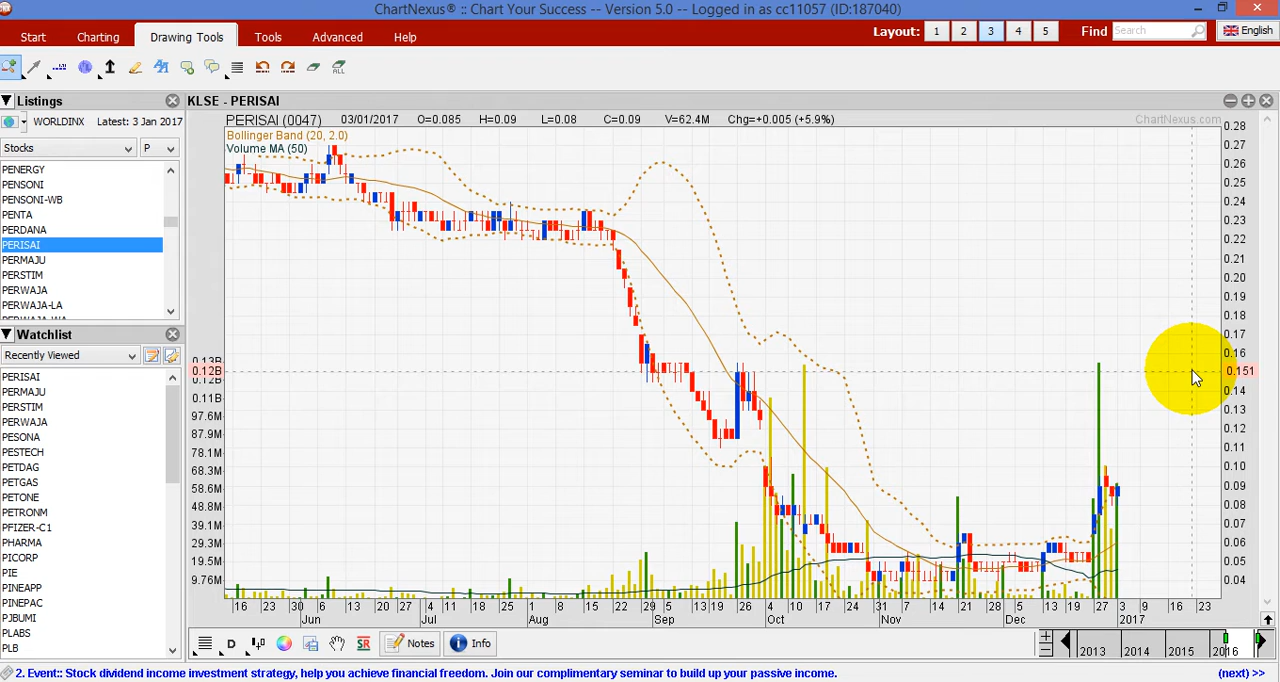 ChartNexus® :: Chart Your Success -- Version 5.0 -- Logged in as cc11057 (ID:187040)
Start Charting Drawing Tools Tools Advanced Help Layout: 1 2 3 4 5 Find Search English
ALL
Listings
WORLDINX Latest: 3 Jan 2017
Stocks P
PENERGY
PENSONI
PENSONI-WB
PENTA
PERDANA
PERISAI
PERMAJU
PERSTIM
PERWAJA
PERWAJA-LA
PERWAJA-WA
Watchlist
Recently Viewed
PERISAI
PERMAJU
PERSTIM
PERWAJA
PESONA
PESTECH
PETDAG
PETGAS
PETONE
PETRONM
PFIZER-C1
PHARMA
PICORP
PIE
PINEAPP
PINEPAC
PJBUMI
PLABS
PLB
KLSE - PERISAI
PERISAI (0047) 03/01/2017 O=0.085 H=0.09 L=0.08 C=0.09 V=62.4M Chg=+0.005 (+5.9%) ChartNexus.com
Bollinger Band (20, 2.0)
Volume MA (50)
0.28
0.27
0.26
0.25
0.24
0.23
0.22
0.21
0.20
0.19
0.18
0.17
0.16
0.151
0.14
0.13
0.12
0.11
0.10
0.09
0.08
0.07
0.06
0.05
0.04
0.13B
0.12B
0.12B
0.11B
97.6M
87.9M
78.1M
68.3M
58.6M
48.8M
39.1M
29.3M
19.5M
9.76M
16 23 30 6 13 20 27 4 11 18 25 1 8 15 22 29 5 13 19 26 4 10 17 24 31 7 14 21 28 5 13 19 27 3 9 16 23
Jun Jul Aug Sep Oct Nov Dec 2017
D SR Notes Info 2013 2014 2015 2016
2. Event:: Stock dividend income investment strategy, help you achieve financial freedom. Join our complimentary seminar to build up your passive income. (next) >>